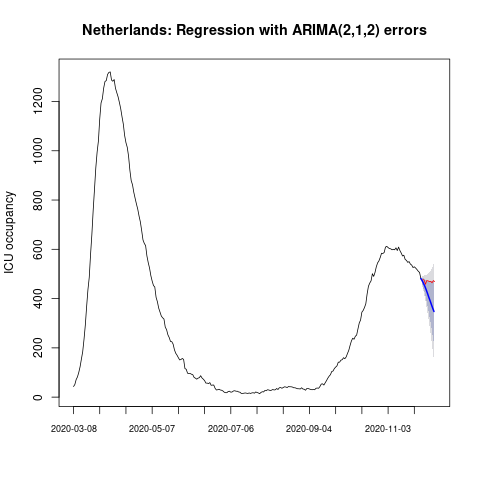 Netherlands: Regression with ARIMA(2,1,2) errors
ICU occupancy
1200
1000
800
600
400
200
0
2020-03-08 2020-05-07 2020-07-06 2020-09-04 2020-11-03